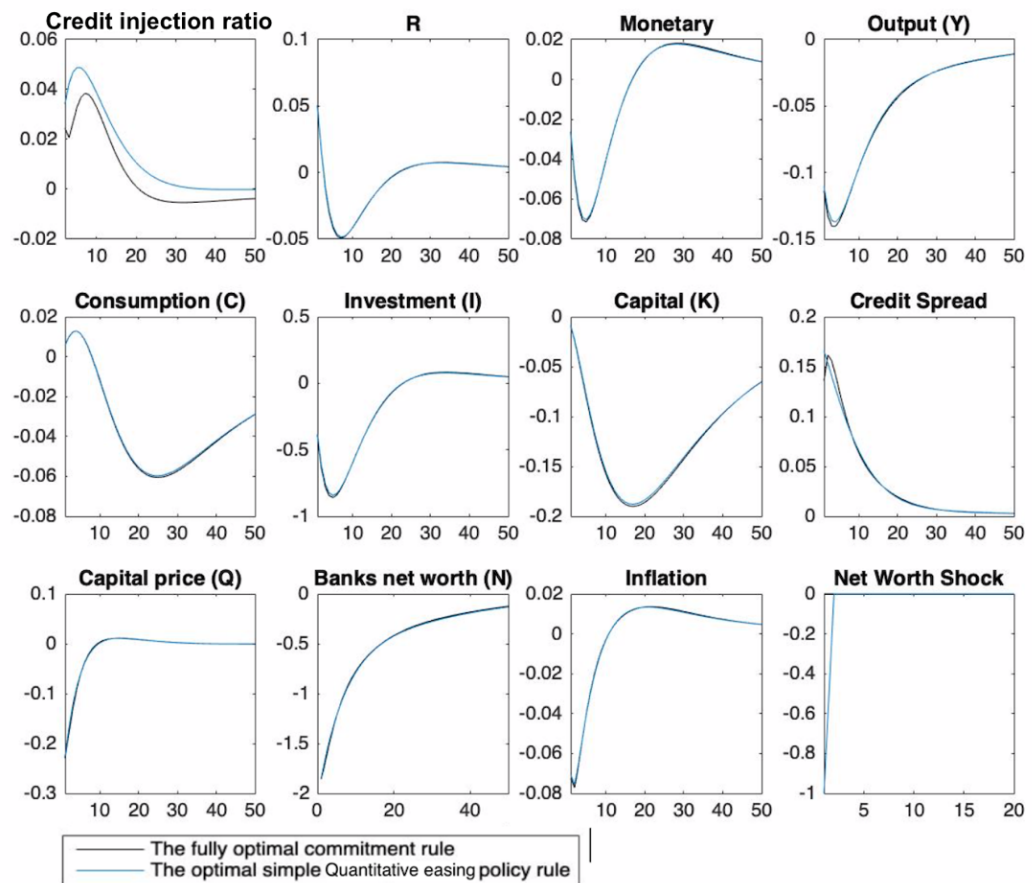 Credit injection ratio
R
Monetary
Output (Y)
0.06
0.04
0.02
0
-0.02
10 20 30 40 50
0.1
0.05
0
-0.05
10 20 30 40 50
0.02
0
-0.02
-0.04
-0.06
-0.08
10 20 30 40 50
0
-0.05
-0.1
-0.15
10 20 30 40 50
Consumption (C)
Investment (I)
Capital (K)
Credit Spread
0.02
0
-0.02
-0.04
-0.06
-0.08
10 20 30 40 50
0.5
0
-0.5
-1
10 20 30 40 50
0
-0.05
-0.1
-0.15
-0.2
10 20 30 40 50
0.2
0.15
0.1
0.05
0
10 20 30 40 50
Capital price (Q)
Banks net worth (N)
Inflation
Net Worth Shock
0.1
0
-0.1
-0.2
-0.3
10 20 30 40 50
0
-0.5
-1
-1.5
-2
0 20 40
0.02
0
-0.02
-0.04
-0.06
-0.08
10 20 30 40 50
0
-0.2
-0.4
-0.6
-0.8
-1
5 10 15 20
The fully optimal commitment rule
The optimal simple Quantitative easing policy rule